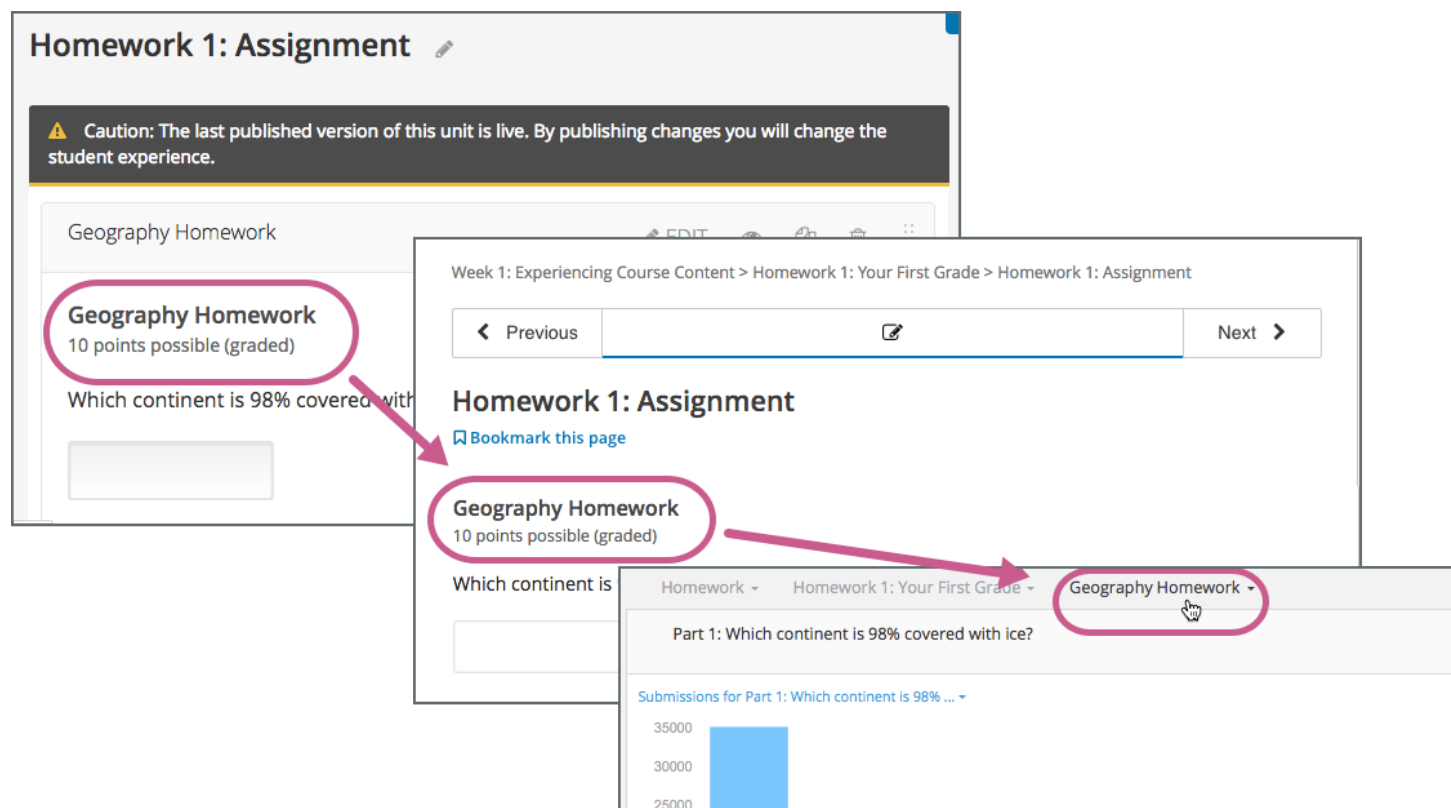 Homework 1: Assignment
Caution: The last published version of this unit is live. By publishing changes you will change the
student experience.
Geography Homework
EDIT
Geography Homework
10 points possible (graded)
Which continent is 98% covered with
Week 1: Experiencing Course Content > Homework 1: Your First Grade > Homework 1: Assignment
Previous
Next
Homework 1: Assignment
Bookmark this page
Geography Homework
10 points possible (graded)
Which continent is
Homework Homework 1: Your First Grade Geography Homework
Part 1: Which continent is 98% covered with ice?
Submissions for Part 1: Which continent is 98% ...
35000
30000
25000